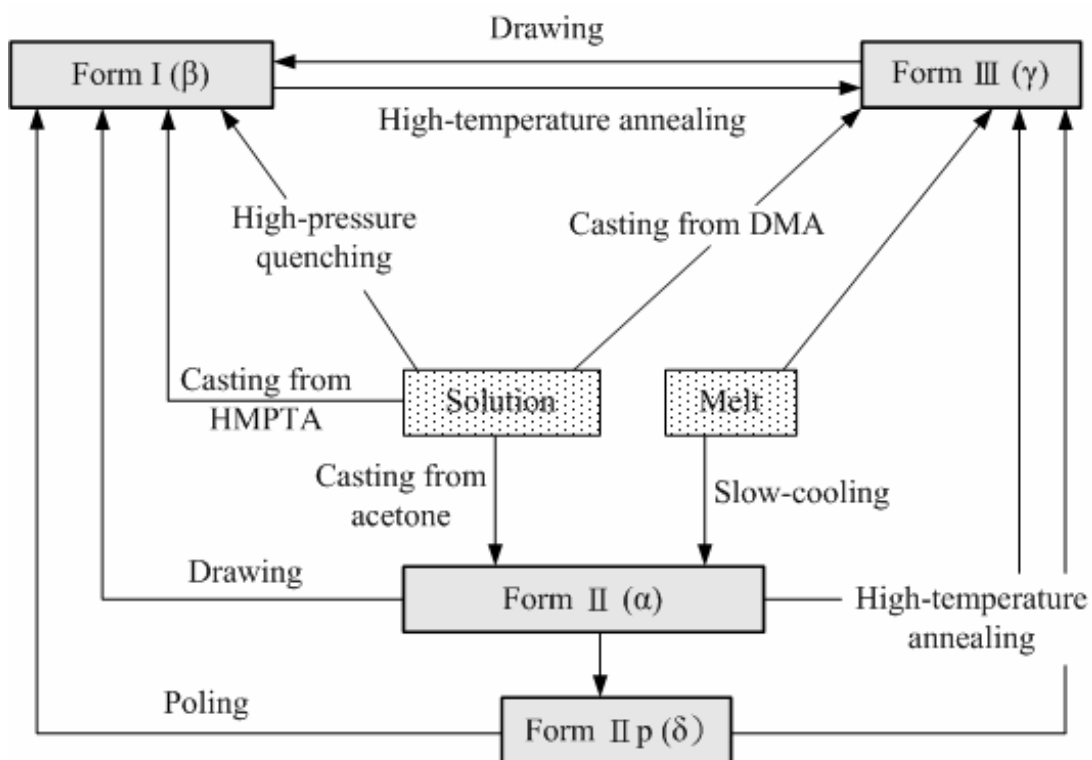 Drawing
Form I (β)
Form Ⅲ (γ)
High-temperature annealing
High-pressure
quenching
Casting from DMA
Casting from
HMPTA
Solution
Melt
Casting from
acetone
Slow-cooling
Drawing
Form Ⅱ (α)
High-temperature
annealing
Poling
Form Ⅱp (δ)